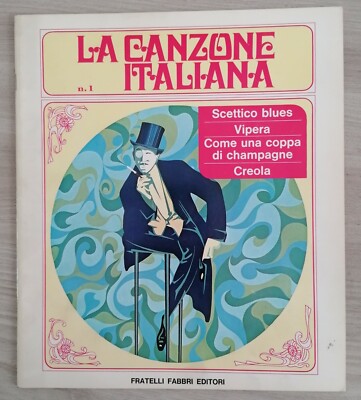 LA CANZONE
ITALIANA
n. 1
Scettico blues
Vipera
Come una coppa
di champagne
Creola
FRATELLI FABBRI EDITORI